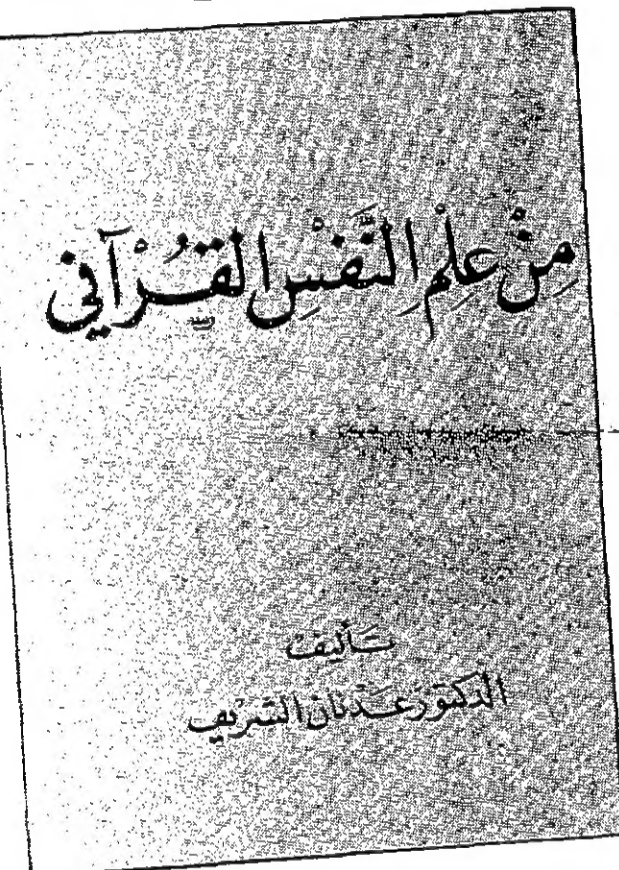 مِنْ عِلْمِ النَّفْسِ القُرْآنِي
تأليف
الدكتور عدنان الشريف